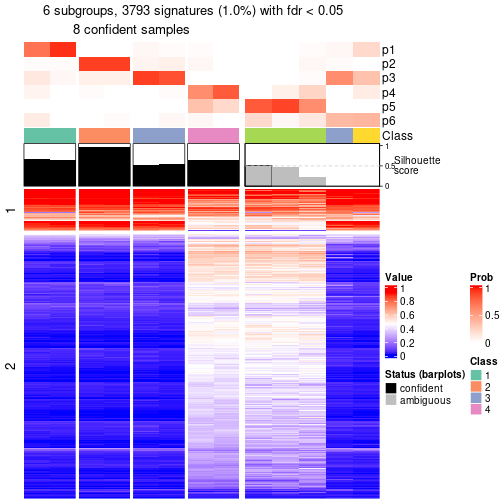 6 subgroups, 3793 signatures (1.0%) with fdr < 0.05
8 confident samples
p1
p2
p3
p4
p5
p6
Class
1
0.5
0
Silhouette
score
1
2
Value
1
0.8
0.6
0.4
0.2
0
Prob
1
0.5
0
Status (barplots)
confident
ambiguous
Class
1
2
3
4